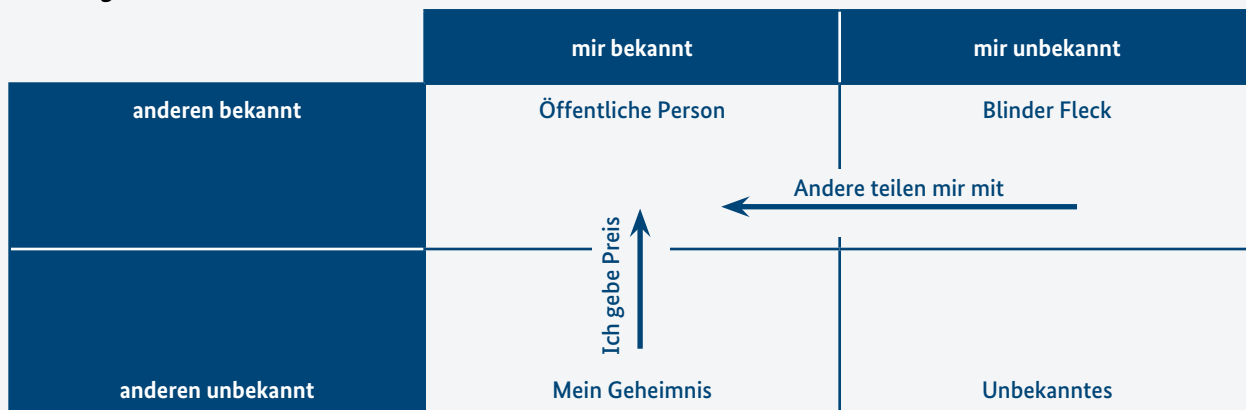 mir bekannt
mir unbekannt
anderen bekannt
Öffentliche Person
Blinder Fleck
Andere teilen mir mit
Ich gebe Preis
anderen unbekannt
Mein Geheimnis
Unbekanntes